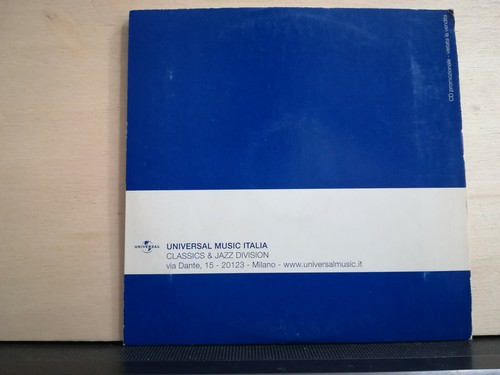 CD promozionale - vietata la vendita
UNIVERSAL
UNIVERSAL MUSIC ITALIA
CLASSICS & JAZZ DIVISION
via Dante, 15 - 20123 - Milano - www.universalmusic.it